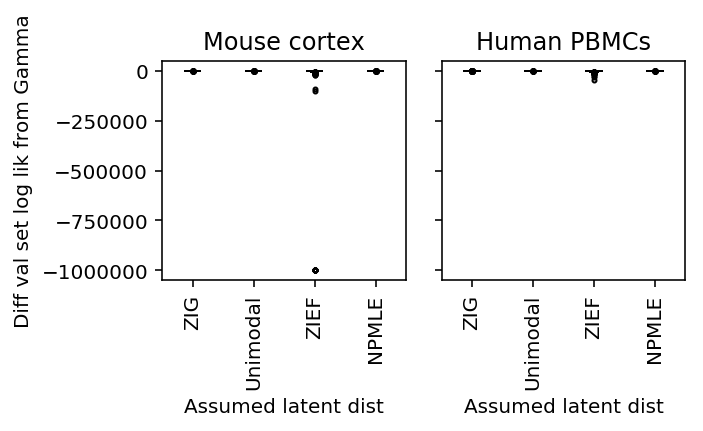 Mouse cortex
Human PBMCs
Diff val set log lik from Gamma
0
−250000
−500000
−750000
−1000000
ZIG
Unimodal
ZIEF
NPMLE
ZIG
Unimodal
ZIEF
NPMLE
Assumed latent dist
Assumed latent dist